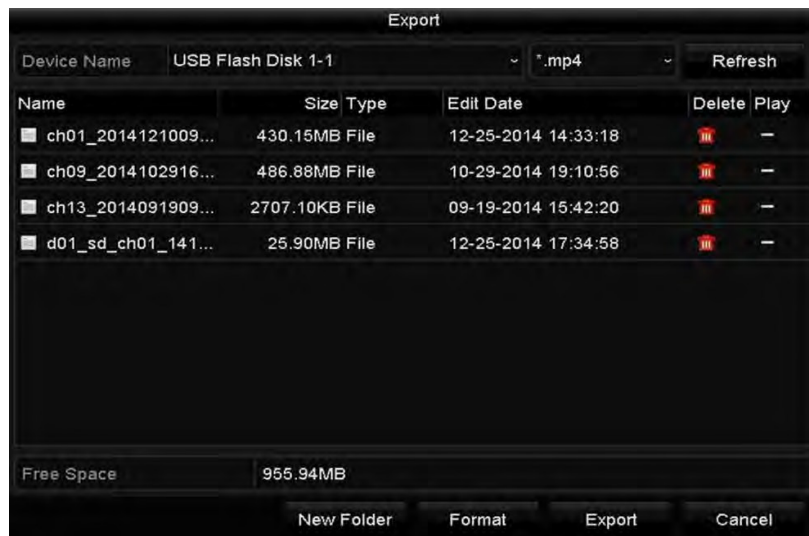 Export
Device Name USB Flash Disk 1-1 *.mp4 Refresh
Name Size Type Edit Date Delete Play
ch01_2014121009... 430.15MB File 12-25-2014 14:33:18
ch09_2014102916... 486.88MB File 10-29-2014 19:10:56
ch13_2014091909... 2707.10KB File 09-19-2014 15:42:20
d01_sd_ch01_141... 25.90MB File 12-25-2014 17:34:58
Free Space 955.94MB
New Folder Format Export Cancel